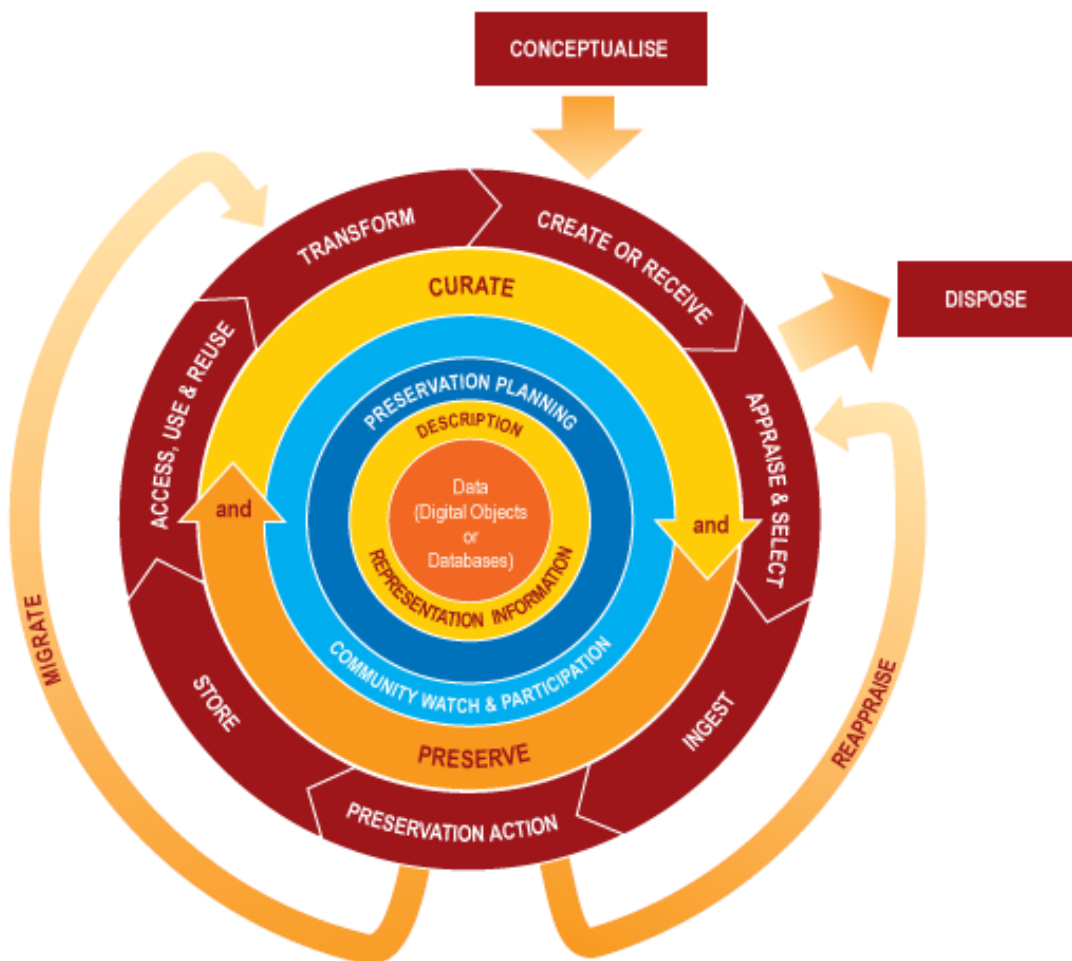 CONCEPTUALISE
TRANSFORM
CREATE OR RECEIVE
DISPOSE
CURATE
ACCESS, USE & REUSE
PRESERVATION PLANNING
DESCRIPTION
APPRAISE & SELECT
and
Data
(Digital Objects
or
Databases)
and
REPRESENTATION INFORMATION
COMMUNITY WATCH & PARTICIPATION
MIGRATE
STORE
INGEST
REAPPRAISE
PRESERVE
PRESERVATION ACTION